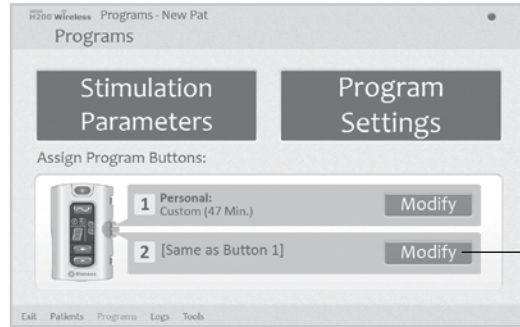 H200 wireless Programs - New Pat
Programs
Stimulation
Parameters
Program
Settings
Assign Program Buttons:
1 Personal:
Custom (47 Min.)
Modify
2 [Same as Button 1]
Modify
Exit Patients Programs Logs Tools